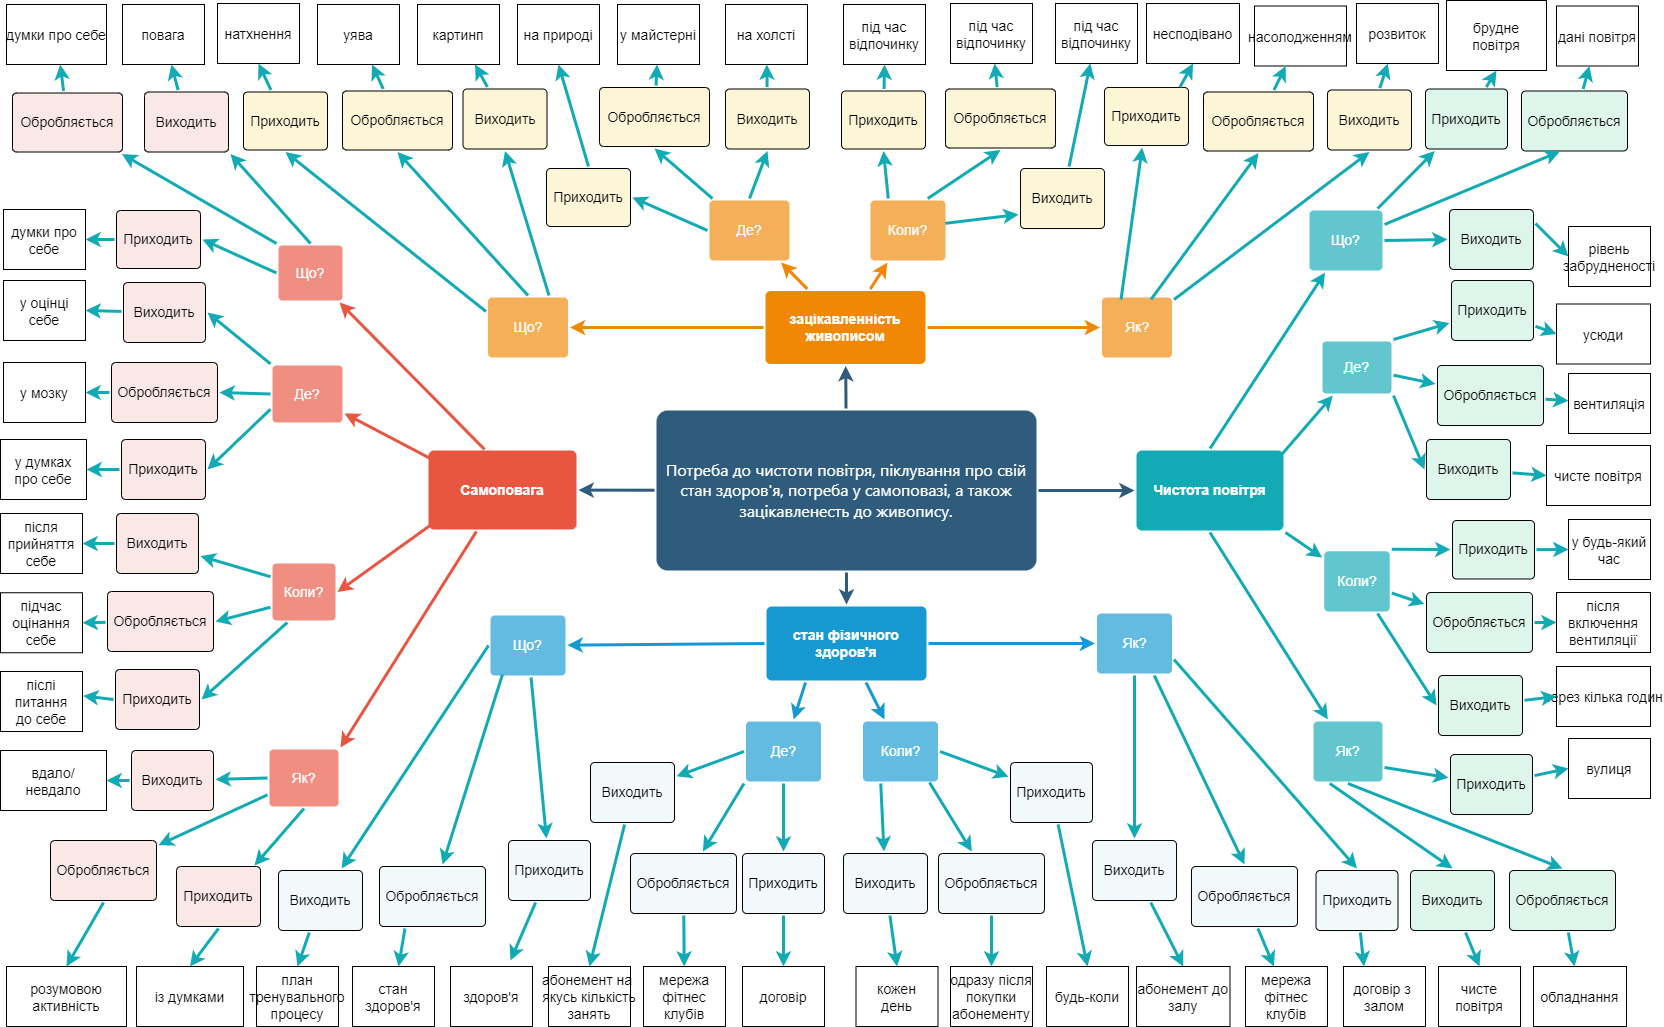 думки про себе
повага
натхнення
уява
картинп
на природі
у майстерні
на холсті
під час
відпочинку
під час
відпочинку
під час
відпочинку
несподівано
насолодженням
розвиток
брудне
повітря
дані повітря
Обробляється
Виходить
Приходить
Обробляється
Виходить
Обробляється
Виходить
Приходить
Обробляється
Приходить
Обробляється
Виходить
Приходить
Обробляється
Приходить
Виходить
думки про
себе
Приходить
Що?
Де?
Коли?
Що?
Виходить
рівень
забрудненості
у оцінці
себе
Виходить
Що?
зацікавленність
живописом
Як?
Приходить
усюди
у мозку
Обробляється
Де?
Де?
Обробляється
вентиляція
у думках
про себе
Приходить
Самоповага
Потреба до чистоти повітря, піклування про свій
стан здоров'я, потреба у самоповазі, а також
зацікавленесть до живопису.
Чистота повітря
Виходить
чисте повітря
після
прийняття
себе
Виходить
Приходить
у будь-який
час
Коли?
Коли?
підчас
оцінання
себе
Обробляється
Обробляється
після
включення
вентиляції
Що?
стан фізичного
здоров'я
Як?
післі
питання
до себе
Приходить
Виходить
ерез кілька годин
вдало/
невдало
Виходить
Як?
Де?
Коли?
Як?
Приходить
вулиця
Виходить
Приходить
Обробляється
Приходить
Виходить
Обробляється
Приходить
Обробляється
Приходить
Виходить
Обробляється
Виходить
Обробляється
Приходить
Виходить
Обробляється
розумовою
активність
із думками
план
тренувального
процесу
стан
здоров'я
здоров'я
абонемент на
якусь кількість
занять
мережа
фітнес
клубів
договір
кожен
день
одразу після
покупки
абонементу
будь-коли
абонемент до
залу
мережа
фітнес
клубів
договір з
залом
чисте
повітря
обладнання